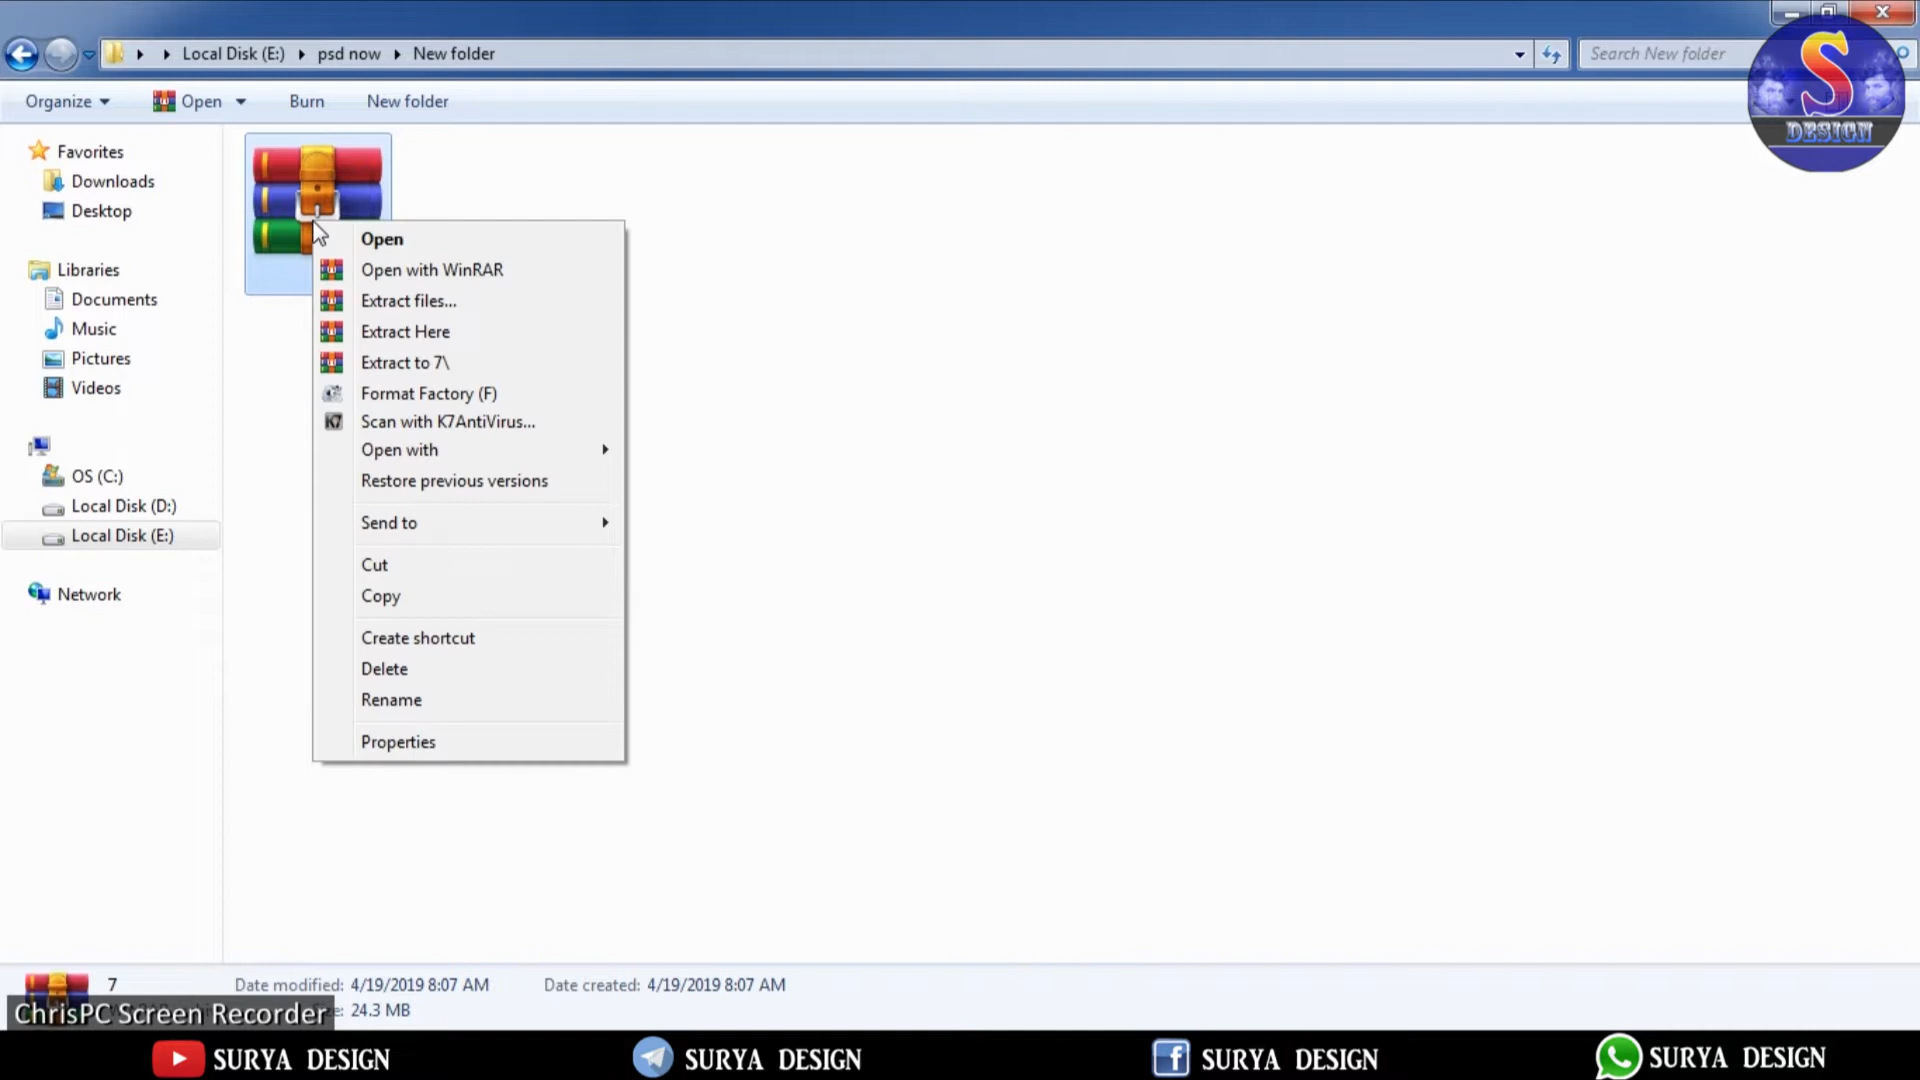 Local Disk (E:) psd now New folder
Search New folder
Organize Open Burn New folder
S
DESIGN
Favorites
Downloads
Desktop
Libraries
Documents
Music
Pictures
Videos
OS (C:)
Local Disk (D:)
Local Disk (E:)
Network
Open
Open with WinRAR
Extract files...
Extract Here
Extract to 7\
Format Factory (F)
K7 Scan with K7AntiVirus...
Open with
Restore previous versions
Send to
Cut
Copy
Create shortcut
Delete
Rename
Properties
7 Date modified: 4/19/2019 8:07 AM Date created: 4/19/2019 8:07 AM
24.3 MB
ChrisPC Screen Recorder
SURYA DESIGN SURYA DESIGN SURYA DESIGN SURYA DESIGN